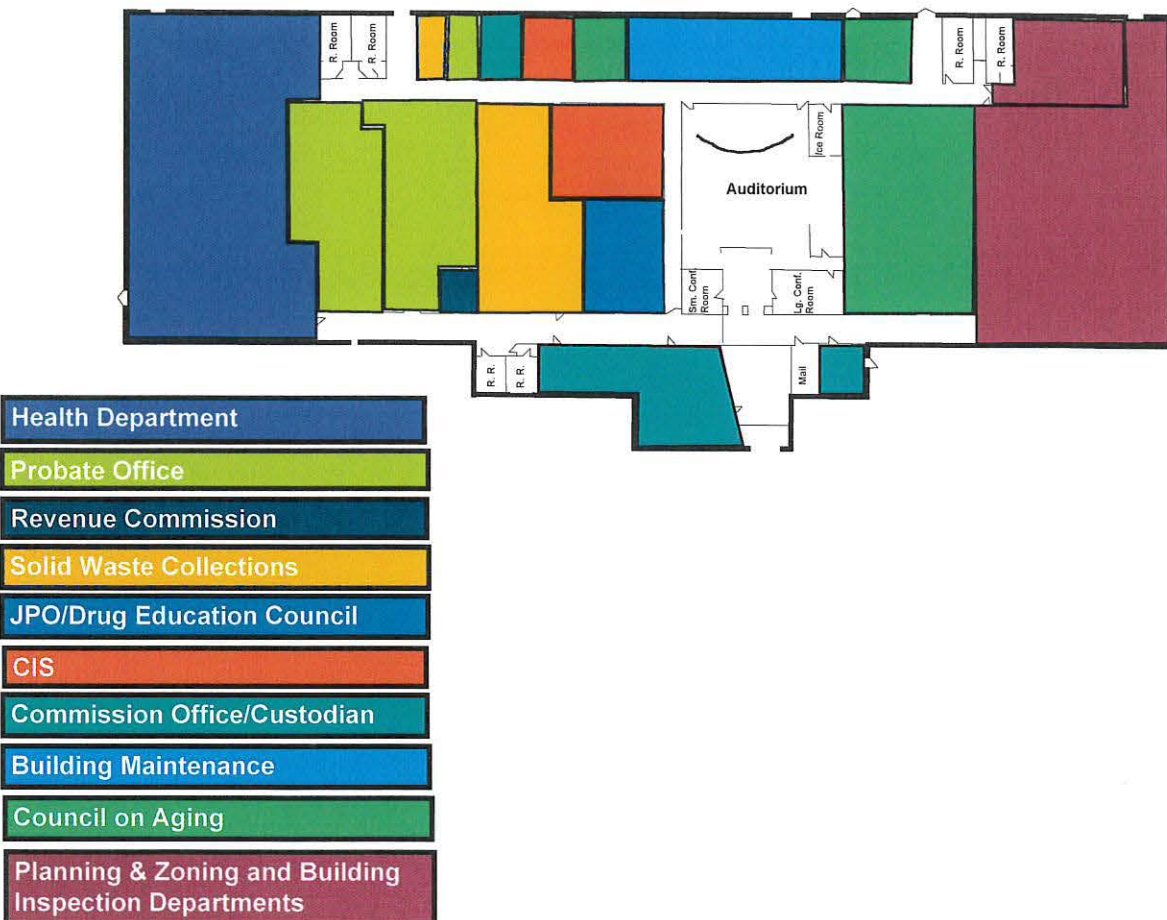 R. Room
R. Room
R. Room
R. Room
Ice Room
Auditorium
Sm. Conf.
Room
Lg. Conf.
Room
R. R.
R. R.
Mail
Health Department
Probate Office
Revenue Commission
Solid Waste Collections
JPO/Drug Education Council
CIS
Commission Office/Custodian
Building Maintenance
Council on Aging
Planning & Zoning and Building
Inspection Departments